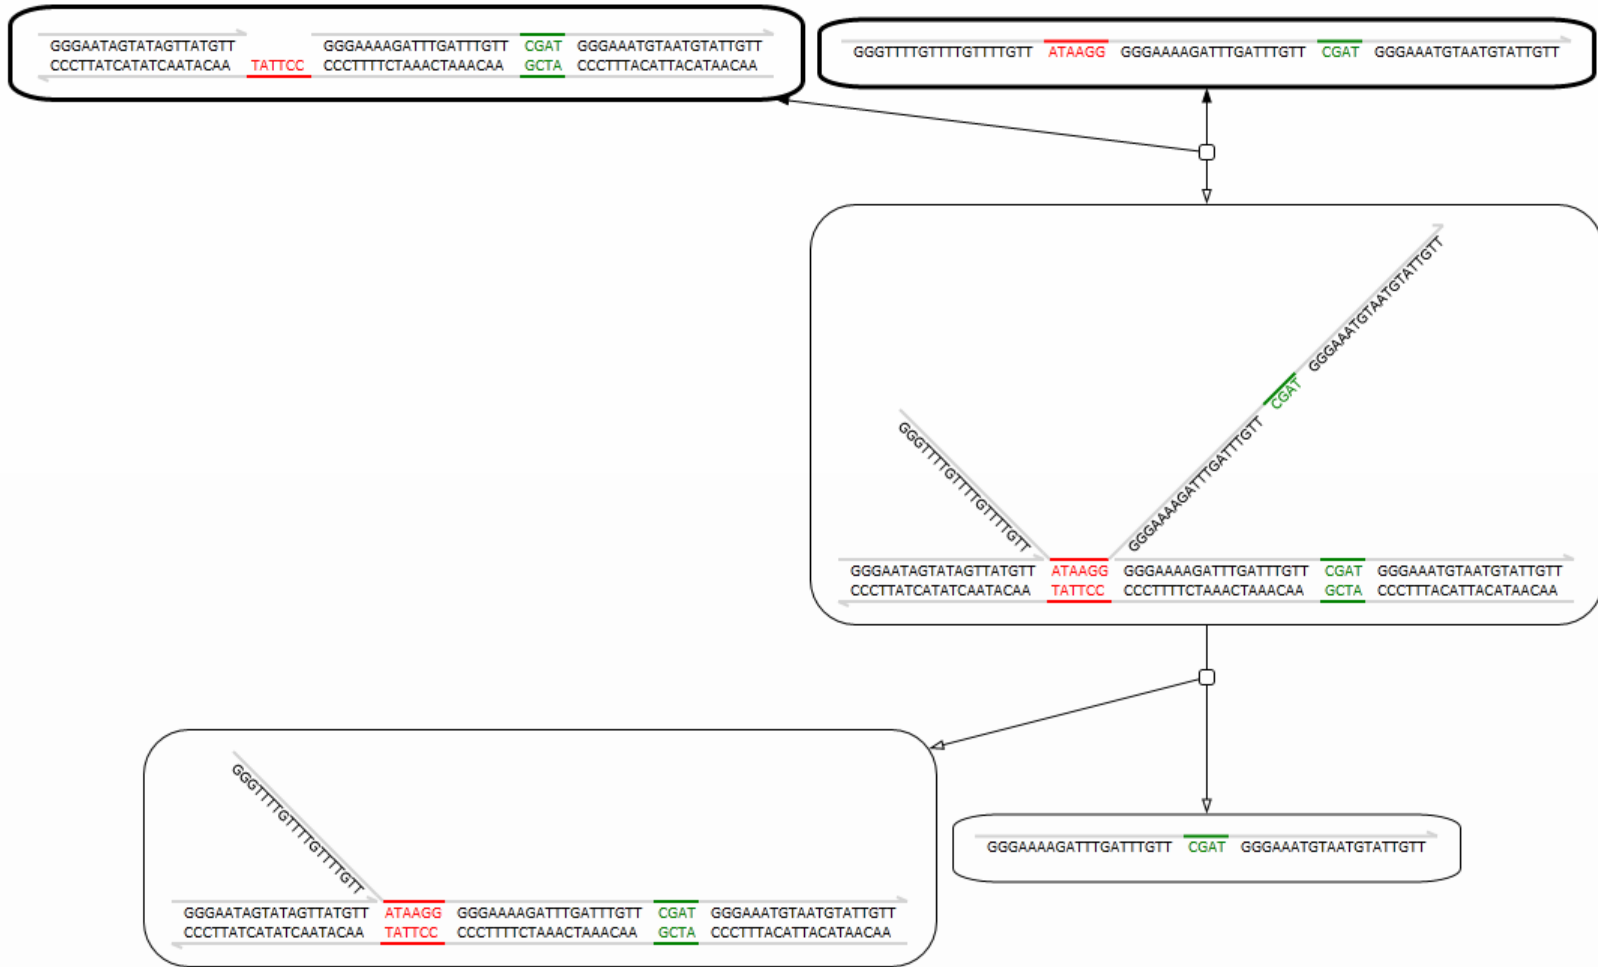 GGGAATAGTATAGTTATGTT GGGAAAAGATTTGATTTGTT CGAT GGGAAATGTAATGTATTGTT
CCCTTATCATATCAATACAA TATTCC CCCTTTTCTAAACTAAACAA GCTA CCCTTTACATTACATAACAA
GGGTTTTGTTTTGTTTTGTT ATAAGG GGGAAAAGATTTGATTTGTT CGAT GGGAAATGTAATGTATTGTT
GGGTTTTGTTTTGTTTTGTT
GGGAAAAGATTTGATTTGTT CGAT GGGAAATGTAATGTATTGTT
GGGAATAGTATAGTTATGTT ATAAGG GGGAAAAGATTTGATTTGTT CGAT GGGAAATGTAATGTATTGTT
CCCTTATCATATCAATACAA TATTCC CCCTTTTCTAAACTAAACAA GCTA CCCTTTACATTACATAACAA
GGGTTTTGTTTTGTTTTGTT
GGGAATAGTATAGTTATGTT ATAAGG GGGAAAAGATTTGATTTGTT CGAT GGGAAATGTAATGTATTGTT
CCCTTATCATATCAATACAA TATTCC CCCTTTTCTAAACTAAACAA GCTA CCCTTTACATTACATAACAA
GGGAAAAGATTTGATTTGTT CGAT GGGAAATGTAATGTATTGTT